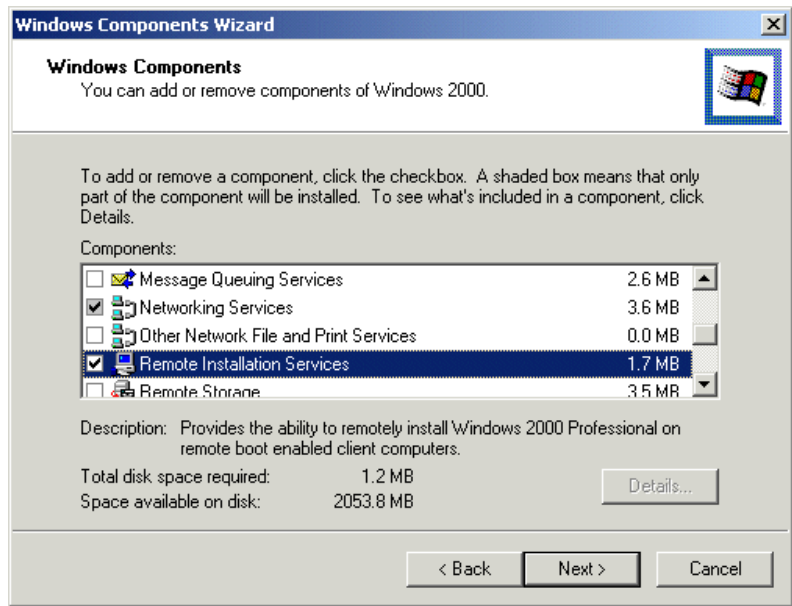 Windows Components Wizard
Windows Components
You can add or remove components of Windows 2000.
To add or remove a component, click the checkbox. A shaded box means that only
part of the component will be installed. To see what's included in a component, click
Details.
Components:
Message Queuing Services 2.6 MB
Networking Services 3.6 MB
Other Network File and Print Services 0.0 MB
Remote Installation Services 1.7 MB
Remote Storage 3.5 MB
Description: Provides the ability to remotely install Windows 2000 Professional on
remote boot enabled client computers.
Total disk space required: 1.2 MB
Space available on disk: 2053.8 MB
Details...
< Back Next > Cancel